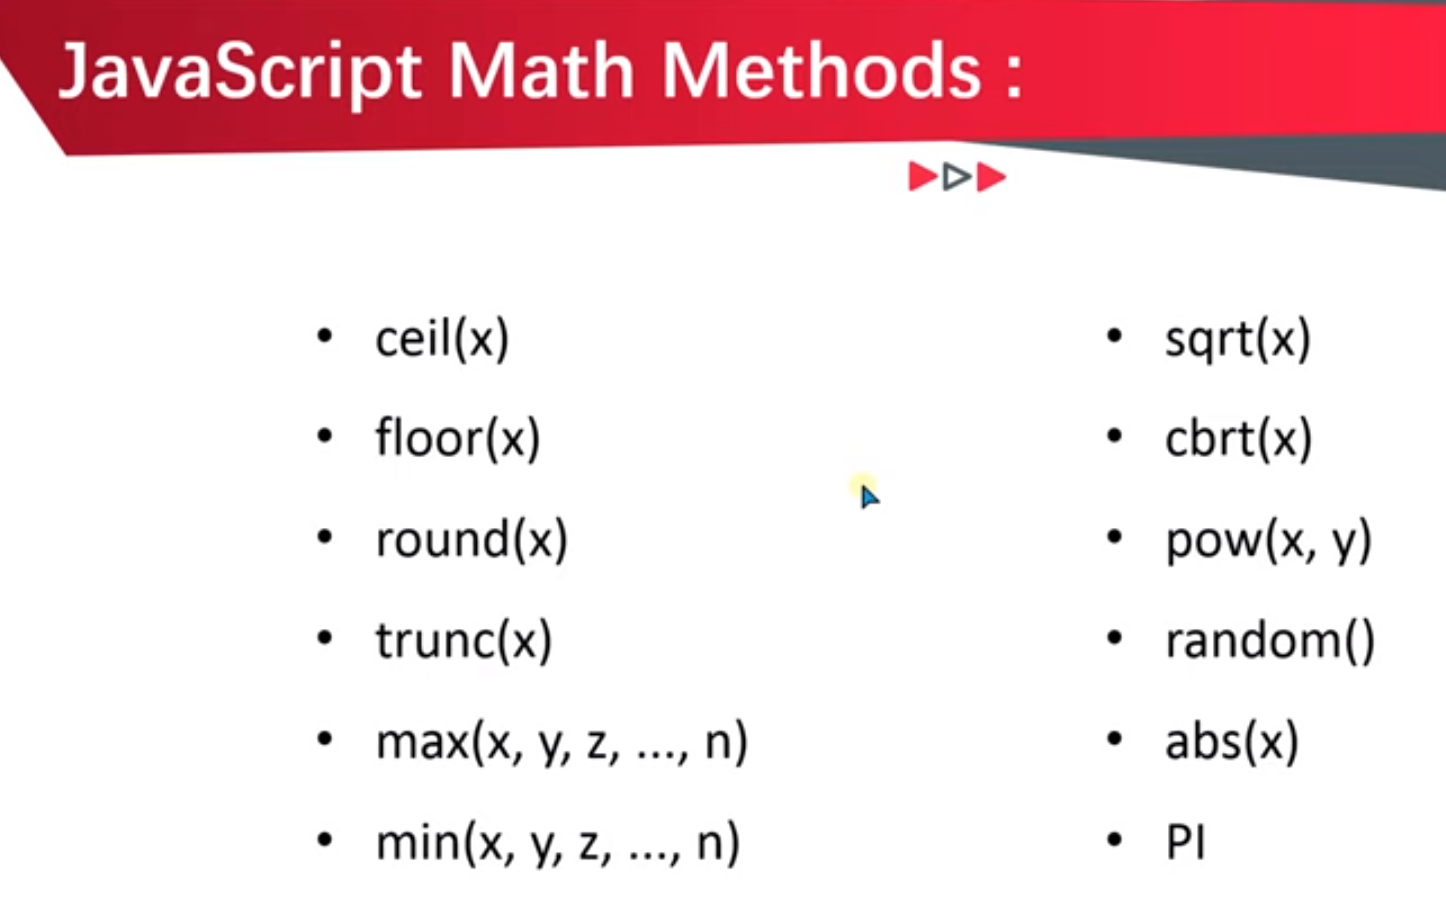 JavaScript Math Methods :
• ceil(x)
• floor(x)
• round(x)
• trunc(x)
• max(x, y, z, ..., n)
• min(x, y, z, ..., n)
• sqrt(x)
• cbrt(x)
• pow(x, y)
• random()
• abs(x)
• PI